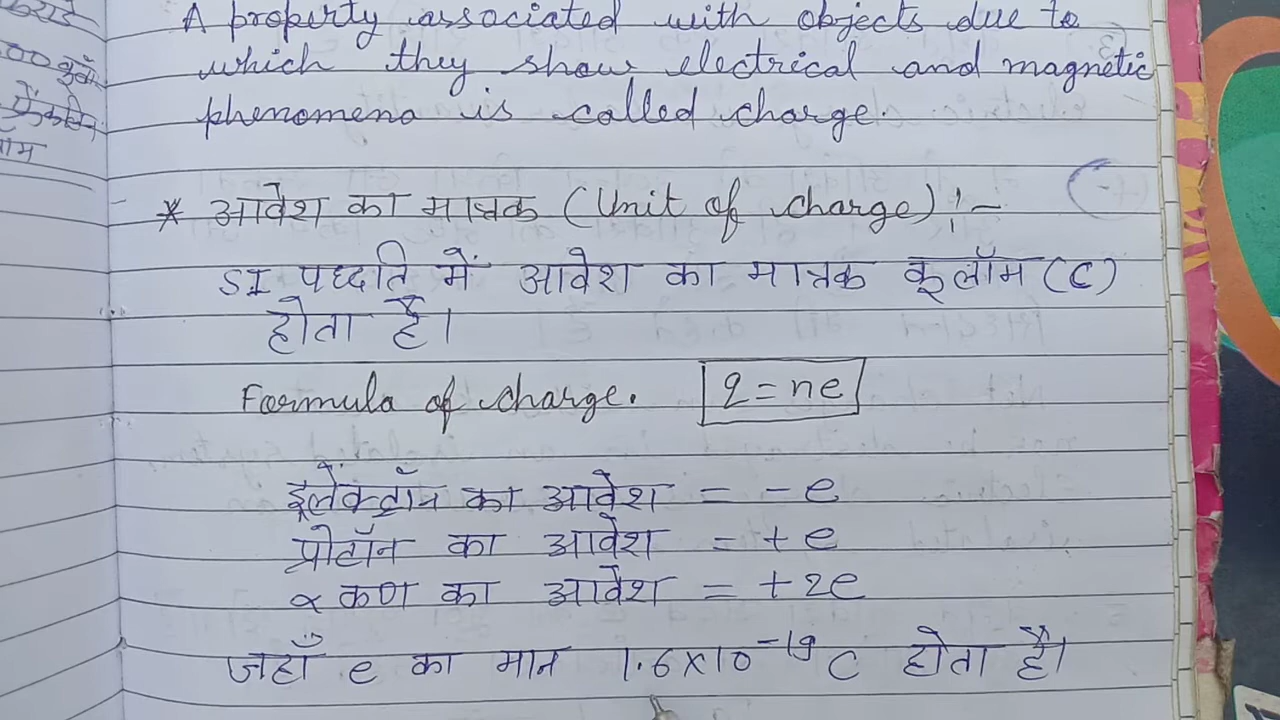 A property associated with objects due to
which they show electrical and magnetic
phenomena is called charge.
* आवेश का मात्रक (Unit of charge) :-
SI पध्दति में आवेश का मात्रक कूलॉम (C)
होता है।
Formula of charge. q = ne
इलेक्ट्रॉन का आवेश = - e
प्रोटॉन का आवेश = + e
α कण का आवेश = + 2e
जहाँ e का मान 1.6×10⁻¹⁹ C होता है।